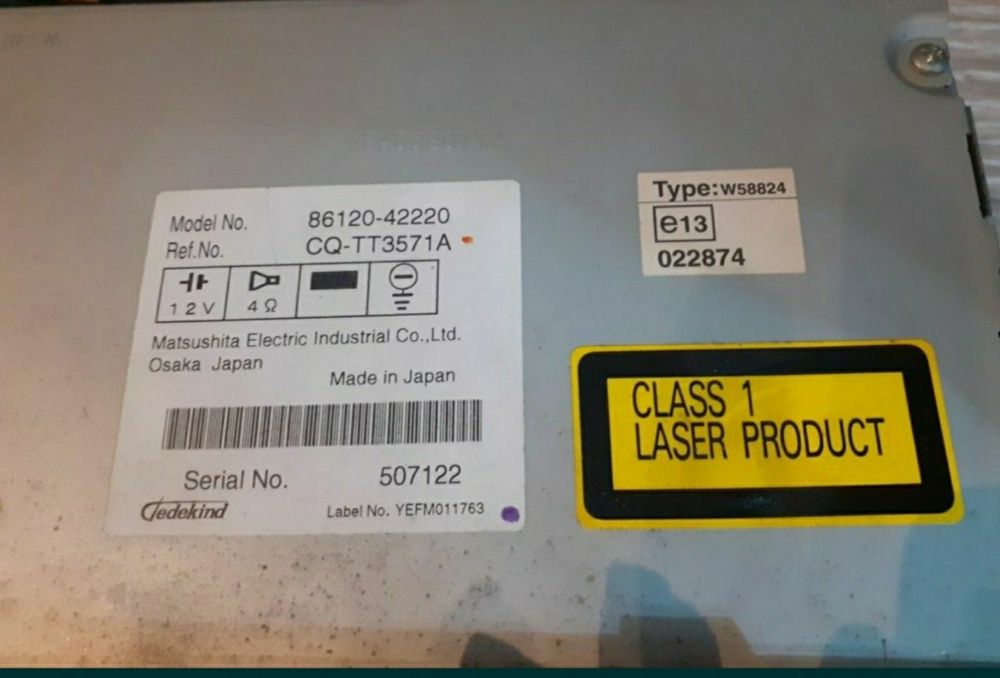 Model No. 86120-42220
Ref.No. CQ-TT3571A
12V 4Ω
Matsushita Electric Industrial Co.,Ltd.
Osaka Japan
Made in Japan
Serial No. 507122
Jedekind Label No. YEFM011763
Type: W58824
e13
022874
CLASS 1
LASER PRODUCT